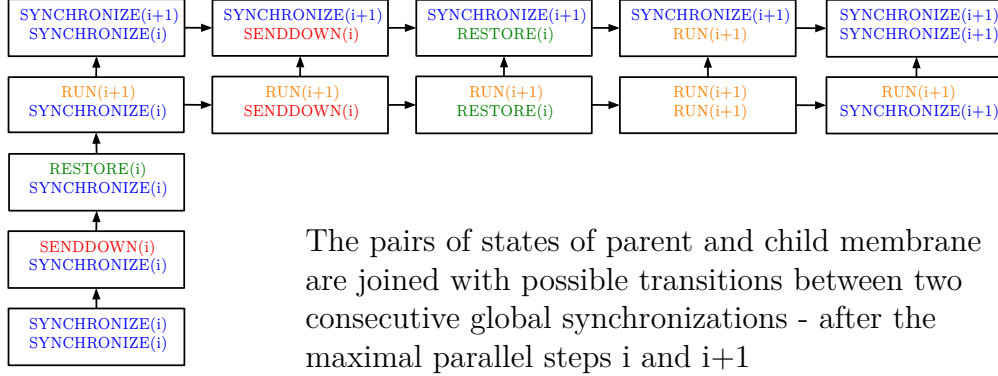 SYNCHRONIZE(i+1)
SYNCHRONIZE(i)
SYNCHRONIZE(i+1)
SENDDOWN(i)
SYNCHRONIZE(i+1)
RESTORE(i)
SYNCHRONIZE(i+1)
RUN(i+1)
SYNCHRONIZE(i+1)
SYNCHRONIZE(i+1)
RUN(i+1)
SYNCHRONIZE(i)
RUN(i+1)
SENDDOWN(i)
RUN(i+1)
RESTORE(i)
RUN(i+1)
RUN(i+1)
RUN(i+1)
SYNCHRONIZE(i+1)
RESTORE(i)
SYNCHRONIZE(i)
SENDDOWN(i)
SYNCHRONIZE(i)
SYNCHRONIZE(i)
SYNCHRONIZE(i)
The pairs of states of parent and child membrane
are joined with possible transitions between two
consecutive global synchronizations - after the
maximal parallel steps i and i+1